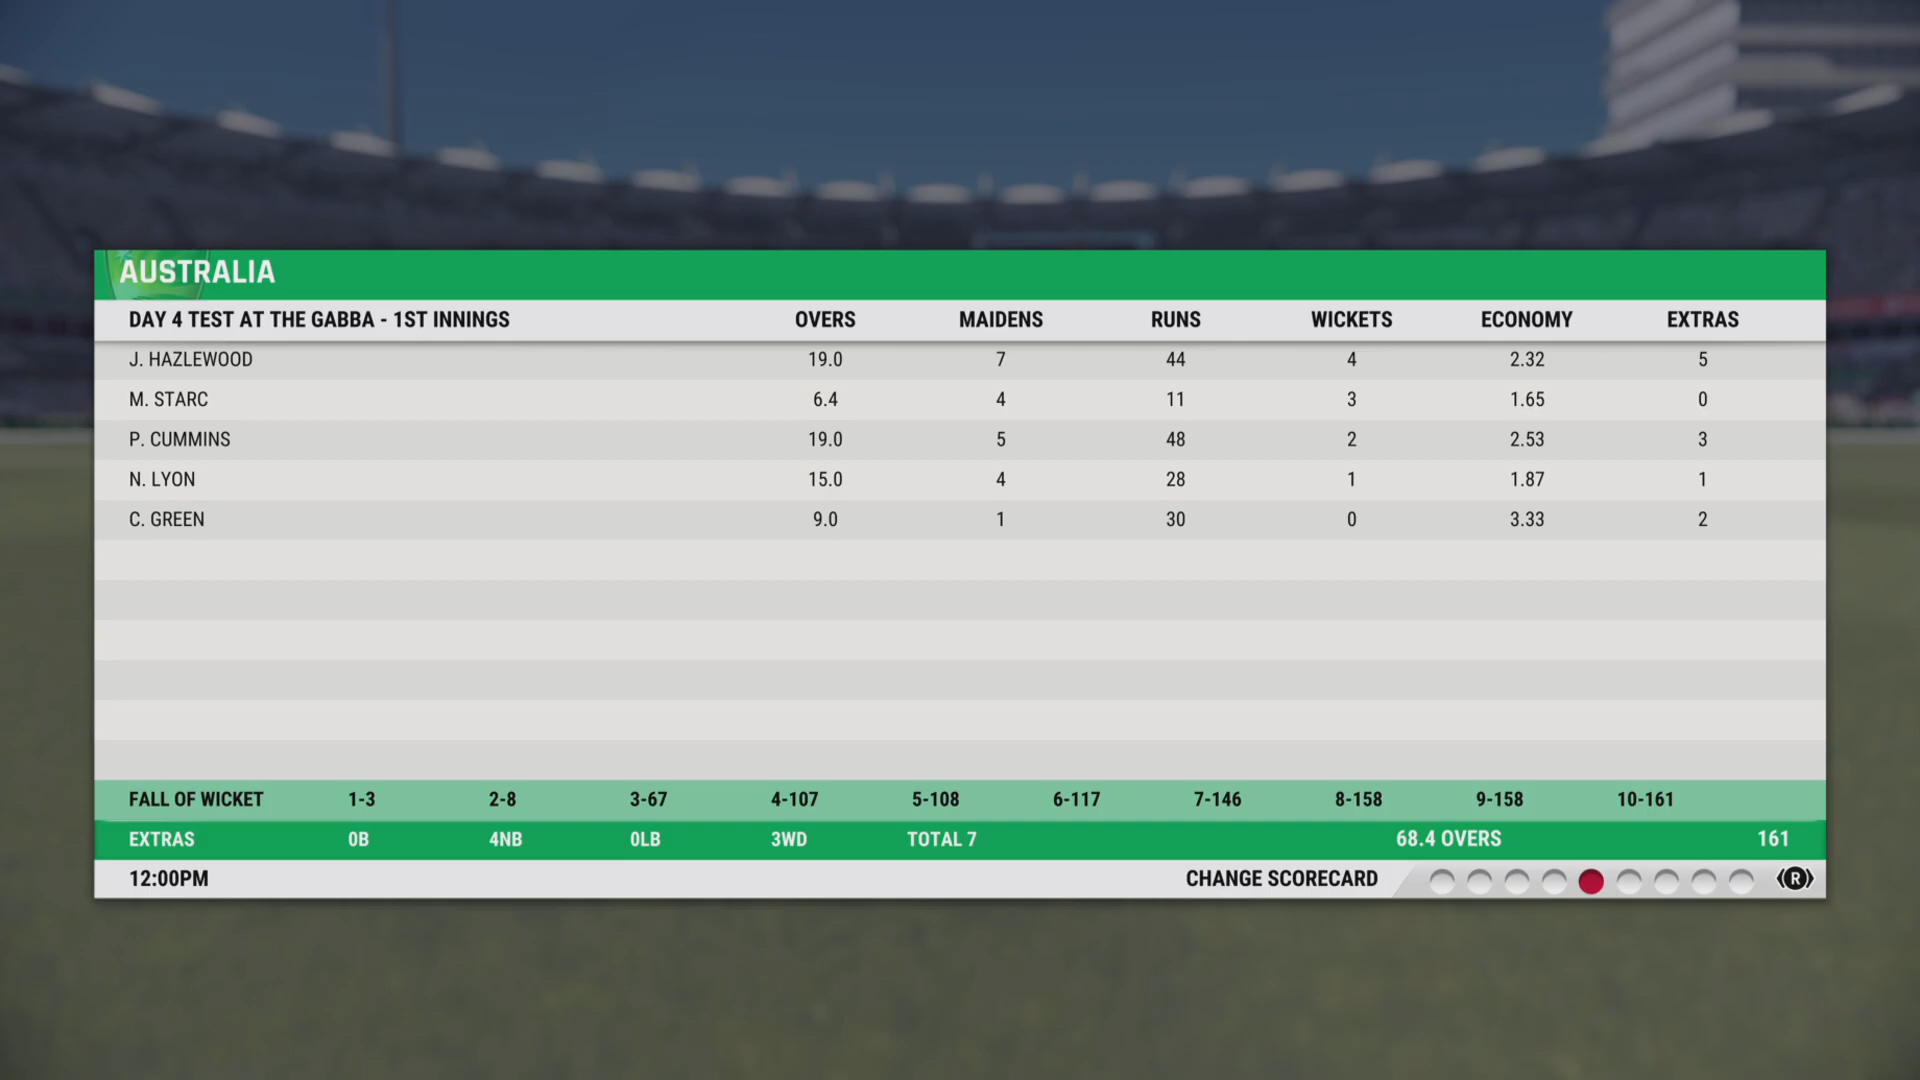 AUSTRALIA
DAY 4 TEST AT THE GABBA - 1ST INNINGS OVERS MAIDENS RUNS WICKETS ECONOMY EXTRAS
J. HAZLEWOOD 19.0 7 44 4 2.32 5
M. STARC 6.4 4 11 3 1.65 0
P. CUMMINS 19.0 5 48 2 2.53 3
N. LYON 15.0 4 28 1 1.87 1
C. GREEN 9.0 1 30 0 3.33 2
FALL OF WICKET 1-3 2-8 3-67 4-107 5-108 6-117 7-146 8-158 9-158 10-161
EXTRAS 0B 4NB 0LB 3WD TOTAL 7 68.4 OVERS 161
12:00PM CHANGE SCORECARD R